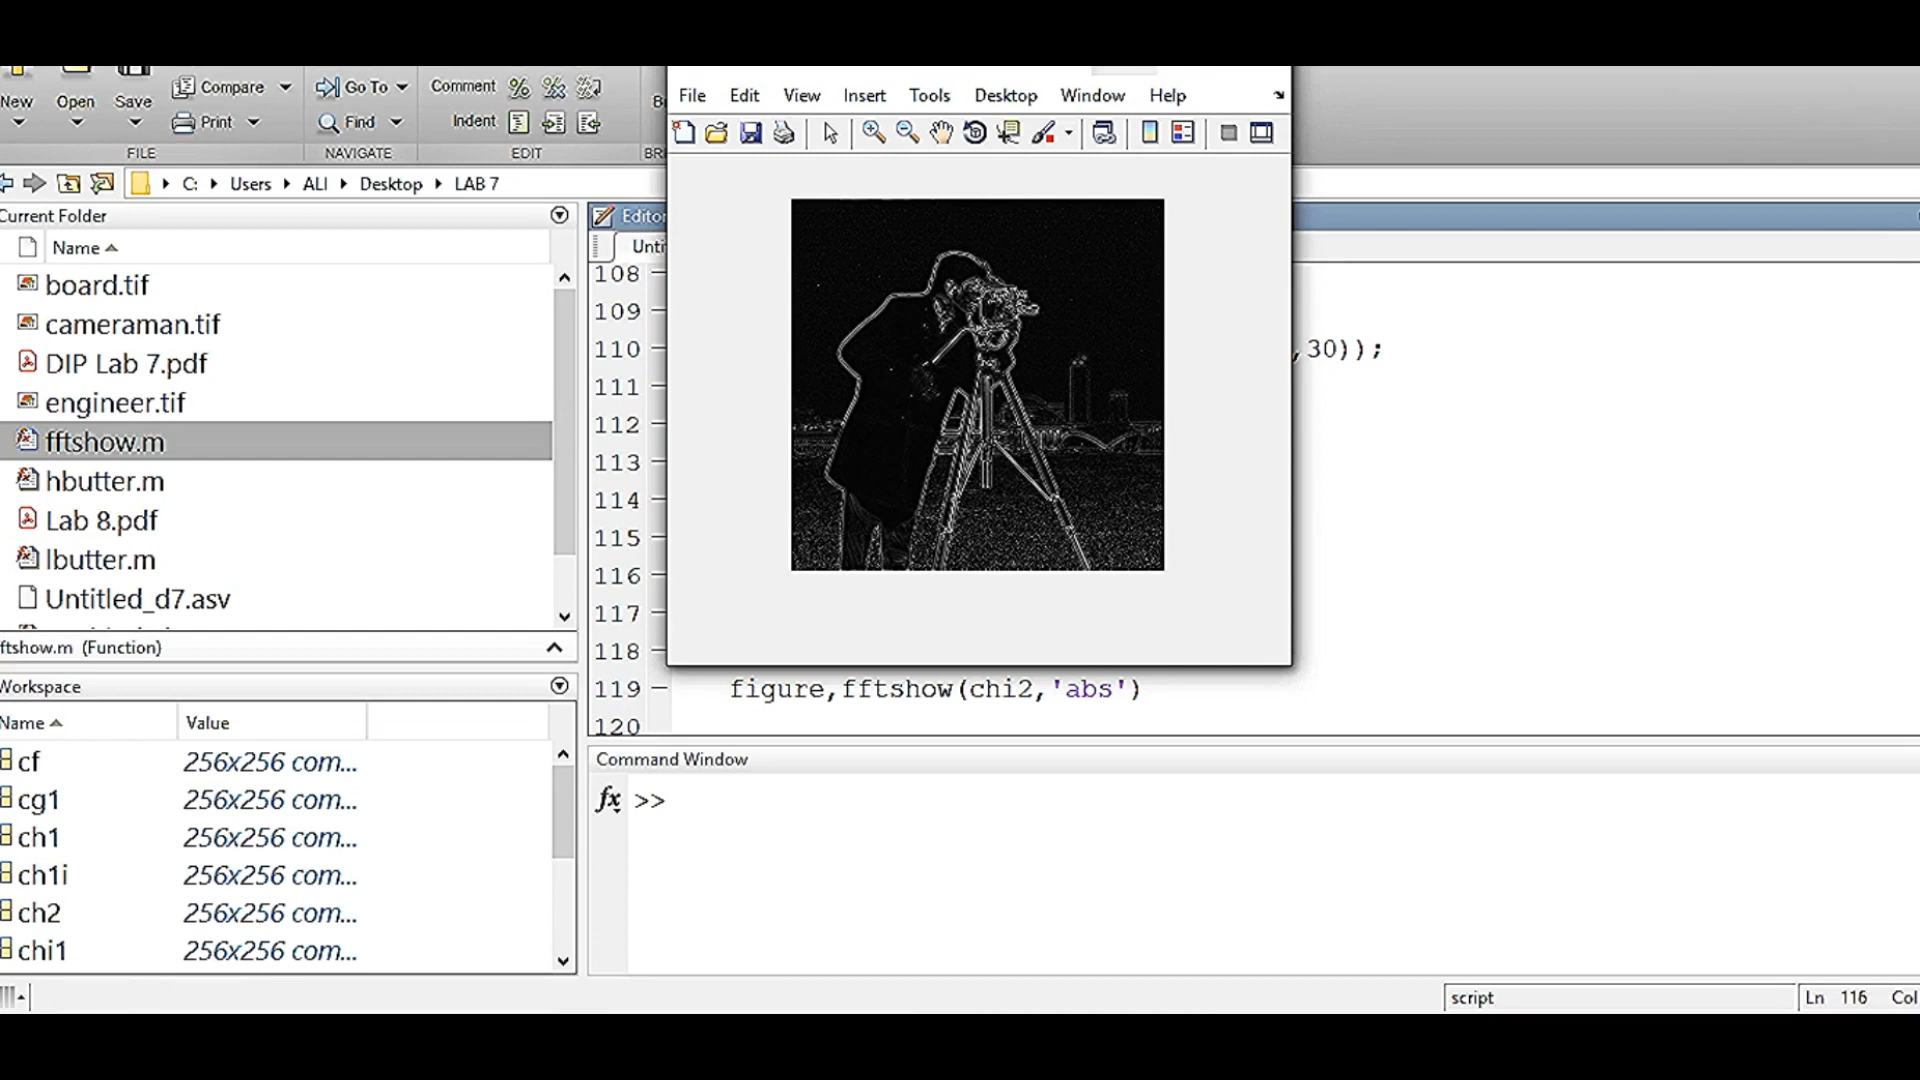 New
Open
Save
Compare
Print
FILE
Go To
Find
NAVIGATE
Comment
Indent
EDIT
File Edit View Insert Tools Desktop Window Help
C: Users ALI Desktop LAB 7
Current Folder
Name
board.tif
cameraman.tif
DIP Lab 7.pdf
engineer.tif
fftshow.m
hbutter.m
Lab 8.pdf
lbutter.m
Untitled_d7.asv
ftshow.m (Function)
Workspace
Name Value
cf 256x256 com...
cg1 256x256 com...
ch1 256x256 com...
ch1i 256x256 com...
ch2 256x256 com...
chi1 256x256 com...
Editor
Unti
108
109
110 ,30));
111
112
113
114
115
116
117
118
119 figure,fftshow(chi2,'abs')
120
Command Window
fx >>
script
Ln 116 Col